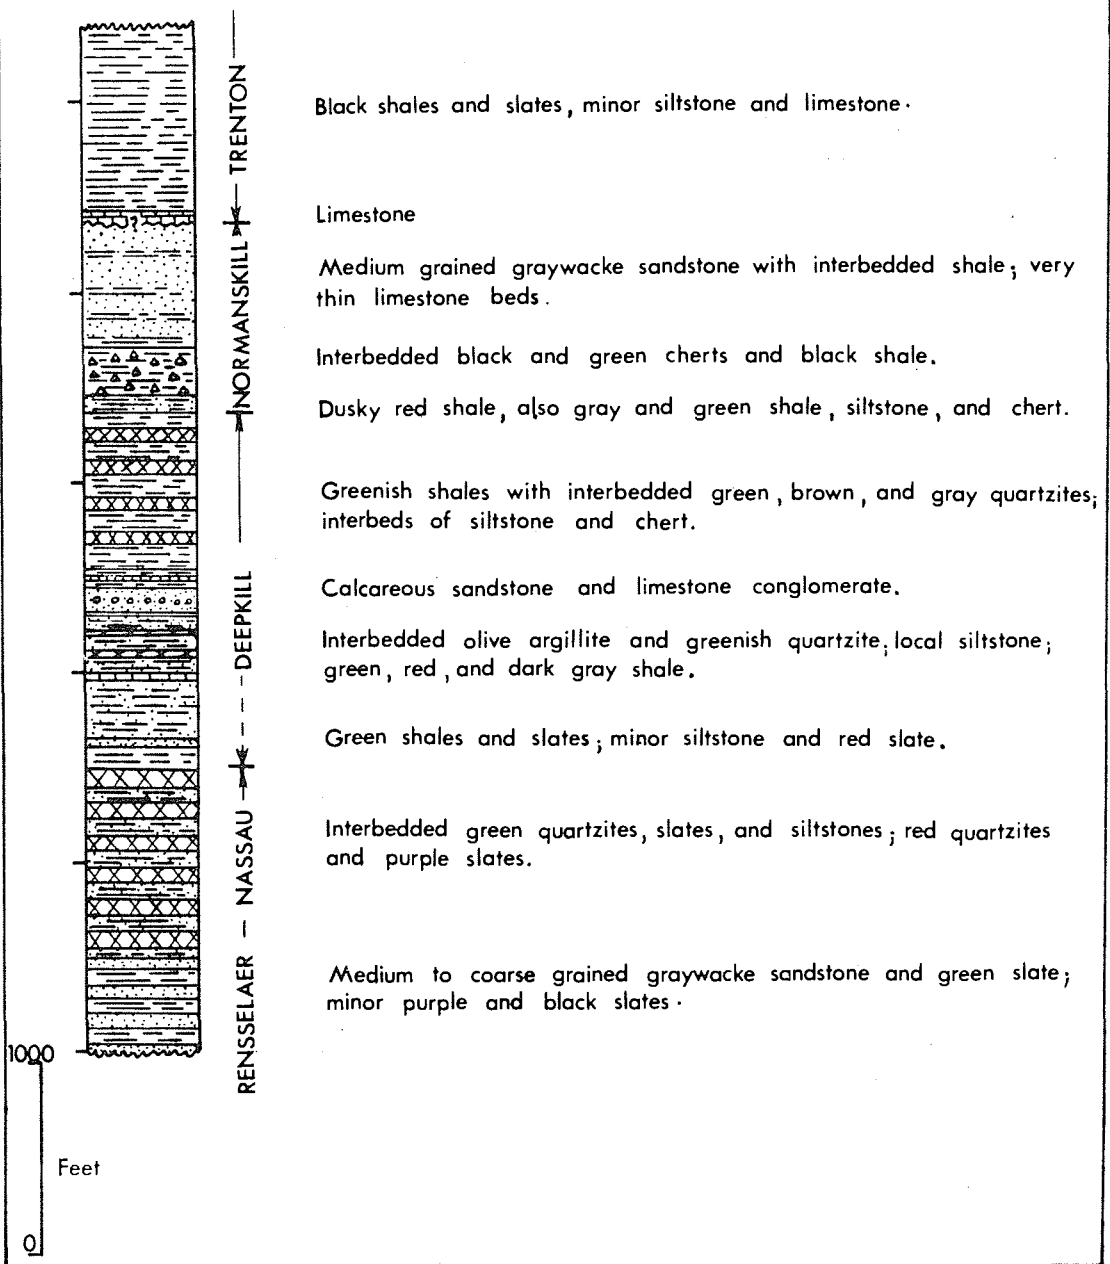 TRENTON
Black shales and slates, minor siltstone and limestone.
Limestone
?
NORMANSKILL
Medium grained graywacke sandstone with interbedded shale; very
thin limestone beds.
Interbedded black and green cherts and black shale.
Dusky red shale, also gray and green shale, siltstone, and chert.
DEEPKILL
Greenish shales with interbedded green, brown, and gray quartzites;
interbeds of siltstone and chert.
Calcareous sandstone and limestone conglomerate.
Interbedded olive argillite and greenish quartzite; local siltstone;
green, red, and dark gray shale.
Green shales and slates; minor siltstone and red slate.
RENSSELAER — NASSAU
Interbedded green quartzites, slates, and siltstones; red quartzites
and purple slates.
Medium to coarse grained graywacke sandstone and green slate;
minor purple and black slates.
1000
Feet
0